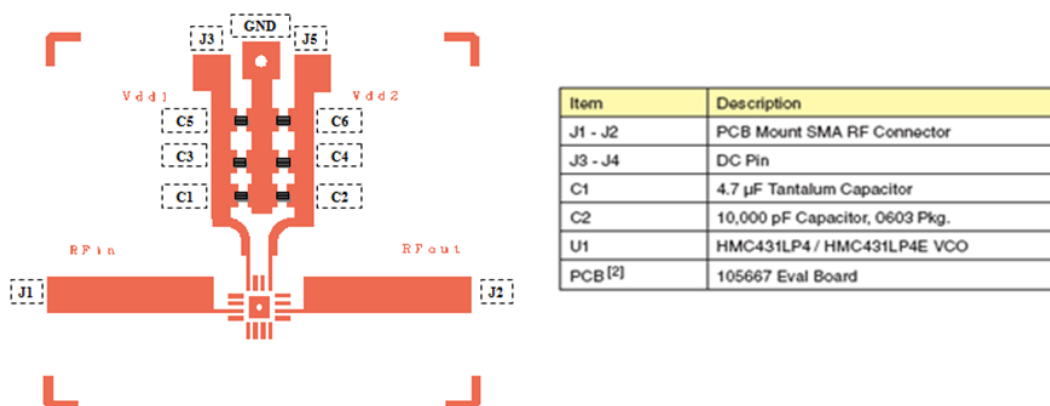 GND
J3
J5
Vdd1
Vdd2
C5
C6
C3
C4
C1
C2
RFin
RFout
J1
J2
Item Description
J1 - J2 PCB Mount SMA RF Connector
J3 - J4 DC Pin
C1 4.7 µF Tantalum Capacitor
C2 10,000 pF Capacitor, 0603 Pkg.
U1 HMC431LP4 / HMC431LP4E VCO
PCB[2] 105667 Eval Board